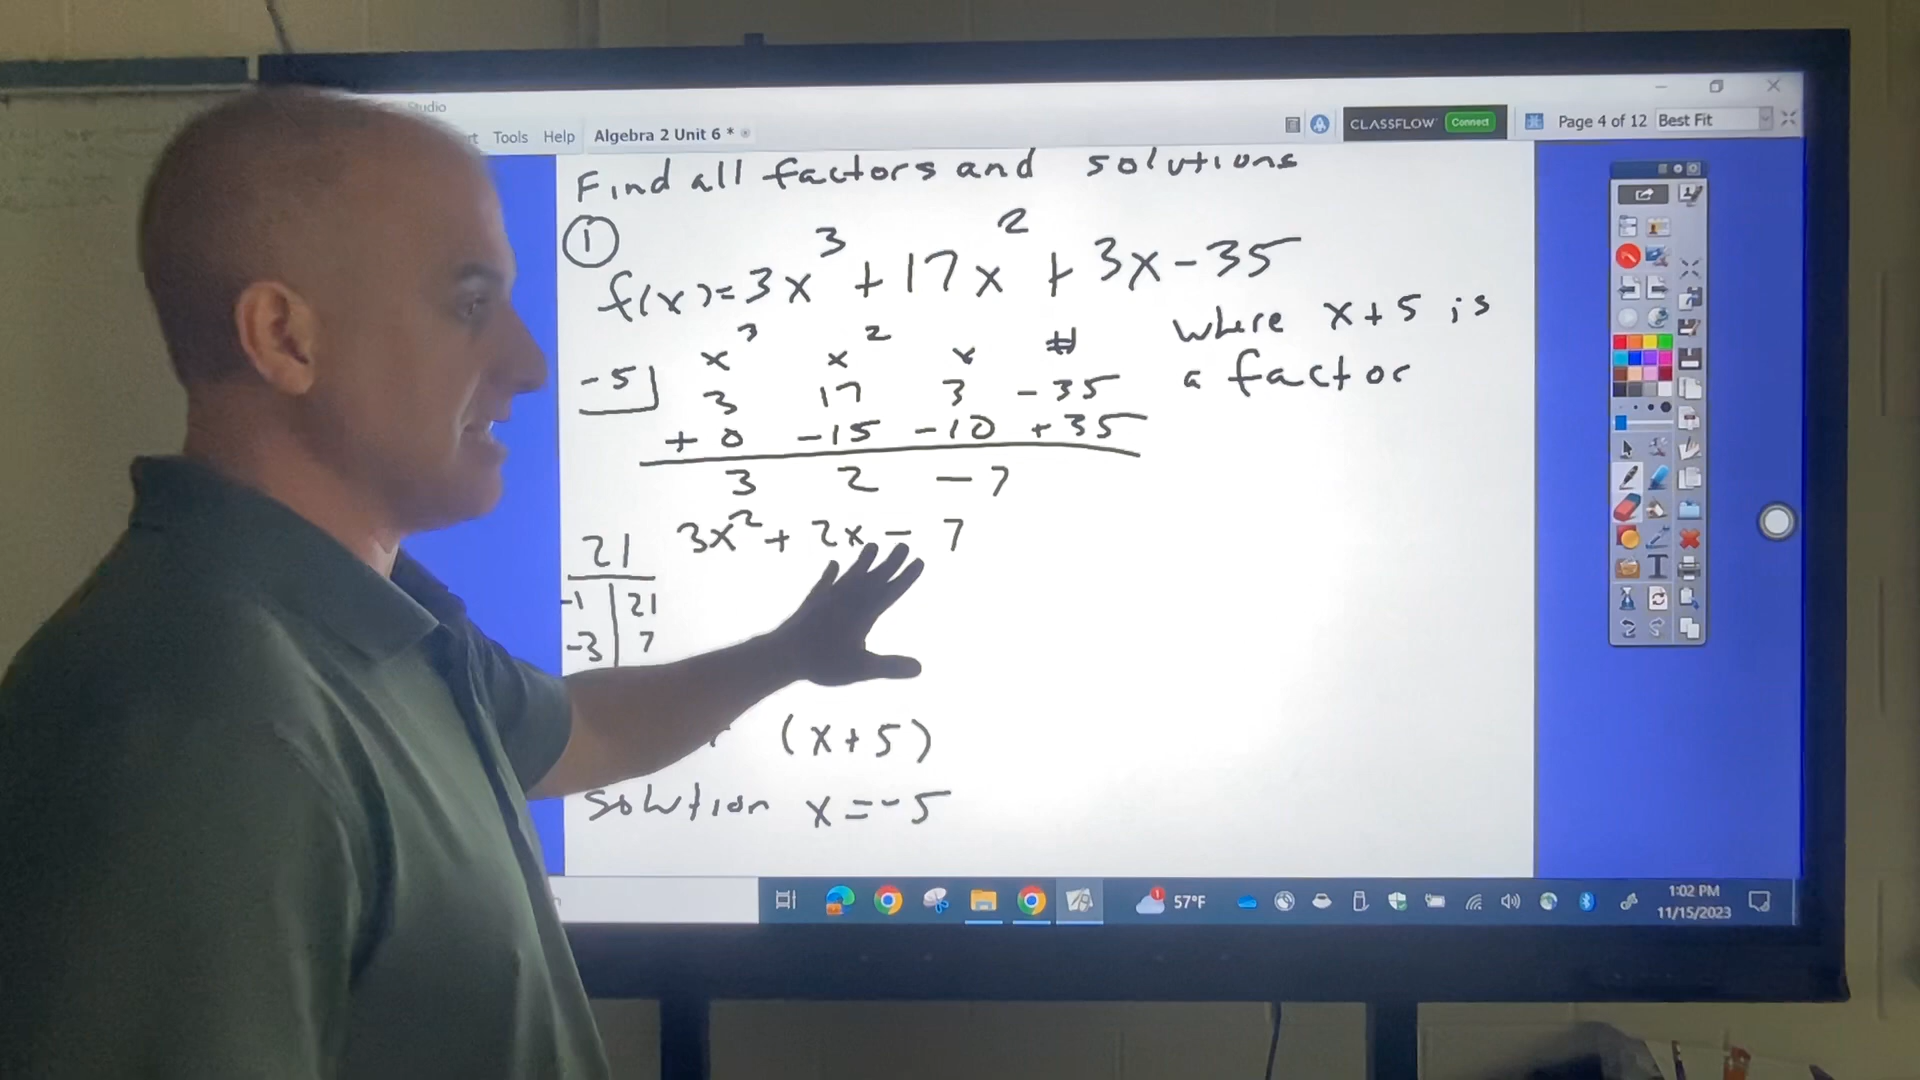 Studio
Tools Help Algebra 2 Unit 6 * CLASSFLOW Connect Page 4 of 12 Best Fit
Find all factors and solutions
1
f(x)=3x³+17x²+3x-35
where x+5 is
a factor
x³ x² x #
-5 3 17 3 -35
+0 -15 -10 +35
3 2 -7
3x²+2x-7
21
-1 21
-3 7
(x+5)
solution x=-5
1 57°F 1:02 PM
11/15/2023